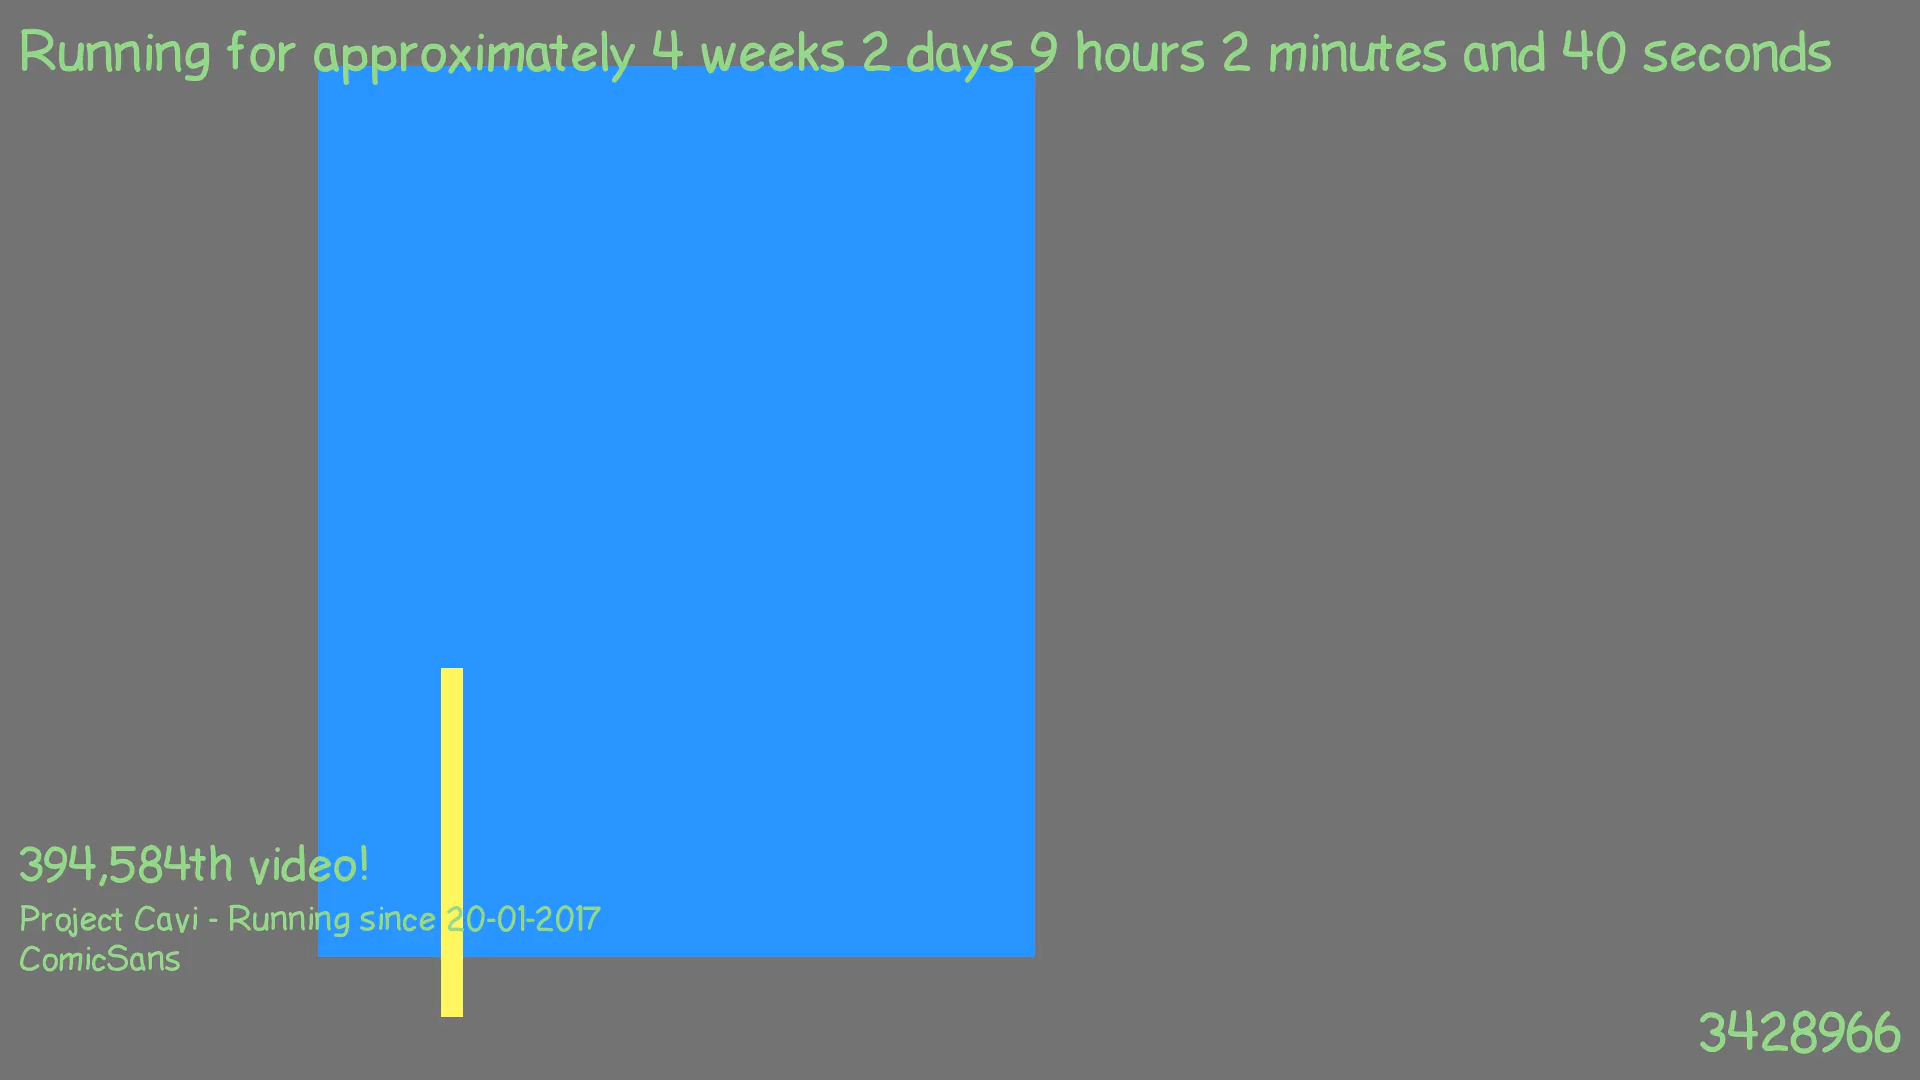 Running for approximately 4 weeks 2 days 9 hours 2 minutes and 40 seconds
394,584th video!
Project Cavi - Running since 20-01-2017
ComicSans
3428966